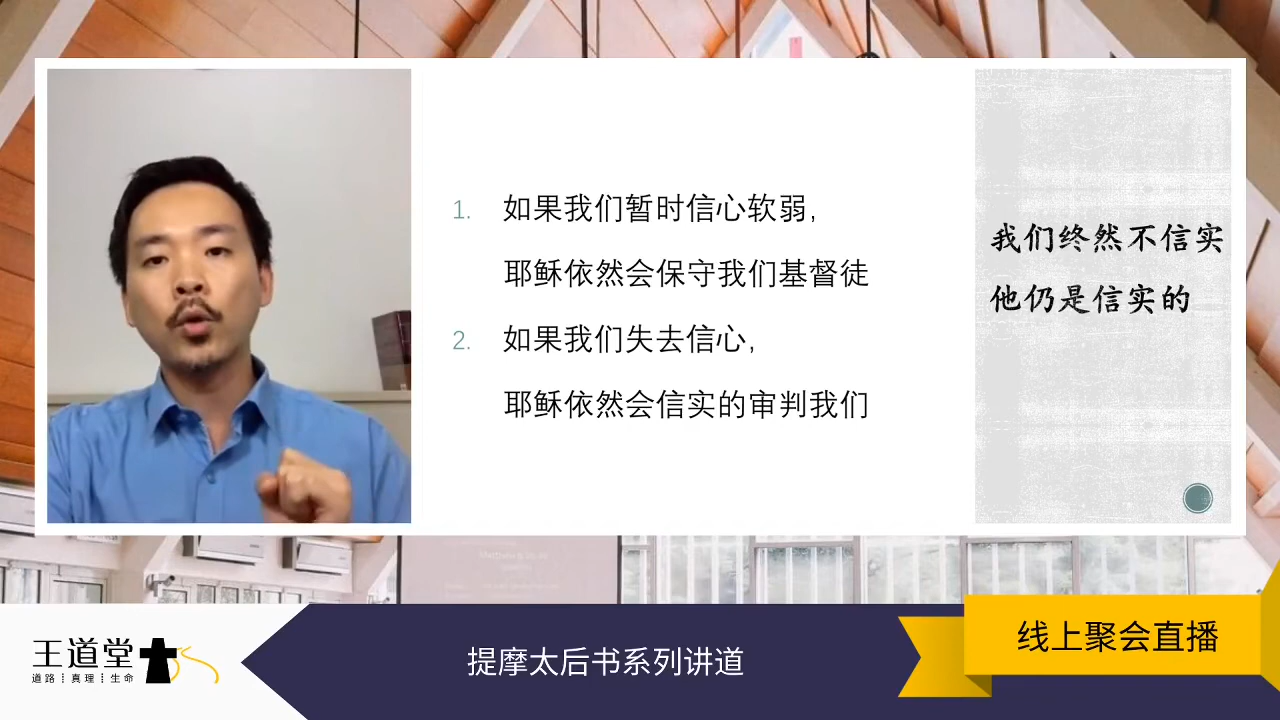 1. 如果我们暂时信心软弱,
耶稣依然会保守我们基督徒
2. 如果我们失去信心,
耶稣依然会信实的审判我们
我们终然不信实
他仍是信实的
王道堂
道路┊真理┊生命
提摩太后书系列讲道
线上聚会直播